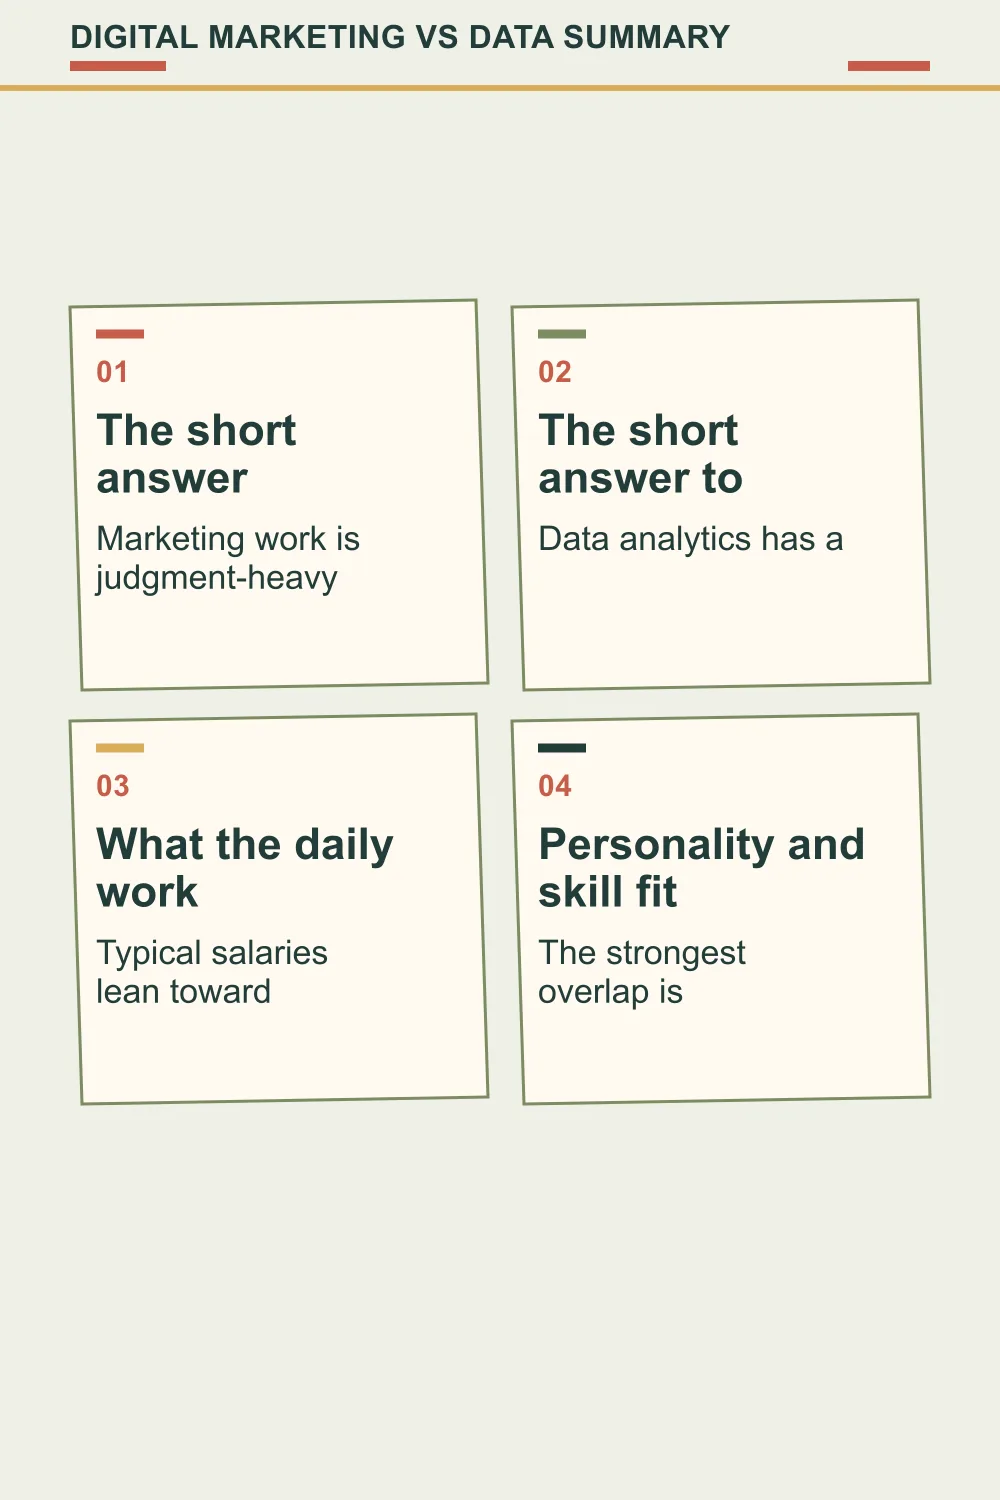 DIGITAL MARKETING VS DATA SUMMARY
01
The short
answer
Marketing work is
judgment-heavy
02
The short
answer to
Data analytics has a
03
What the daily
work
Typical salaries
lean toward
04
Personality and
skill fit
The strongest
overlap is